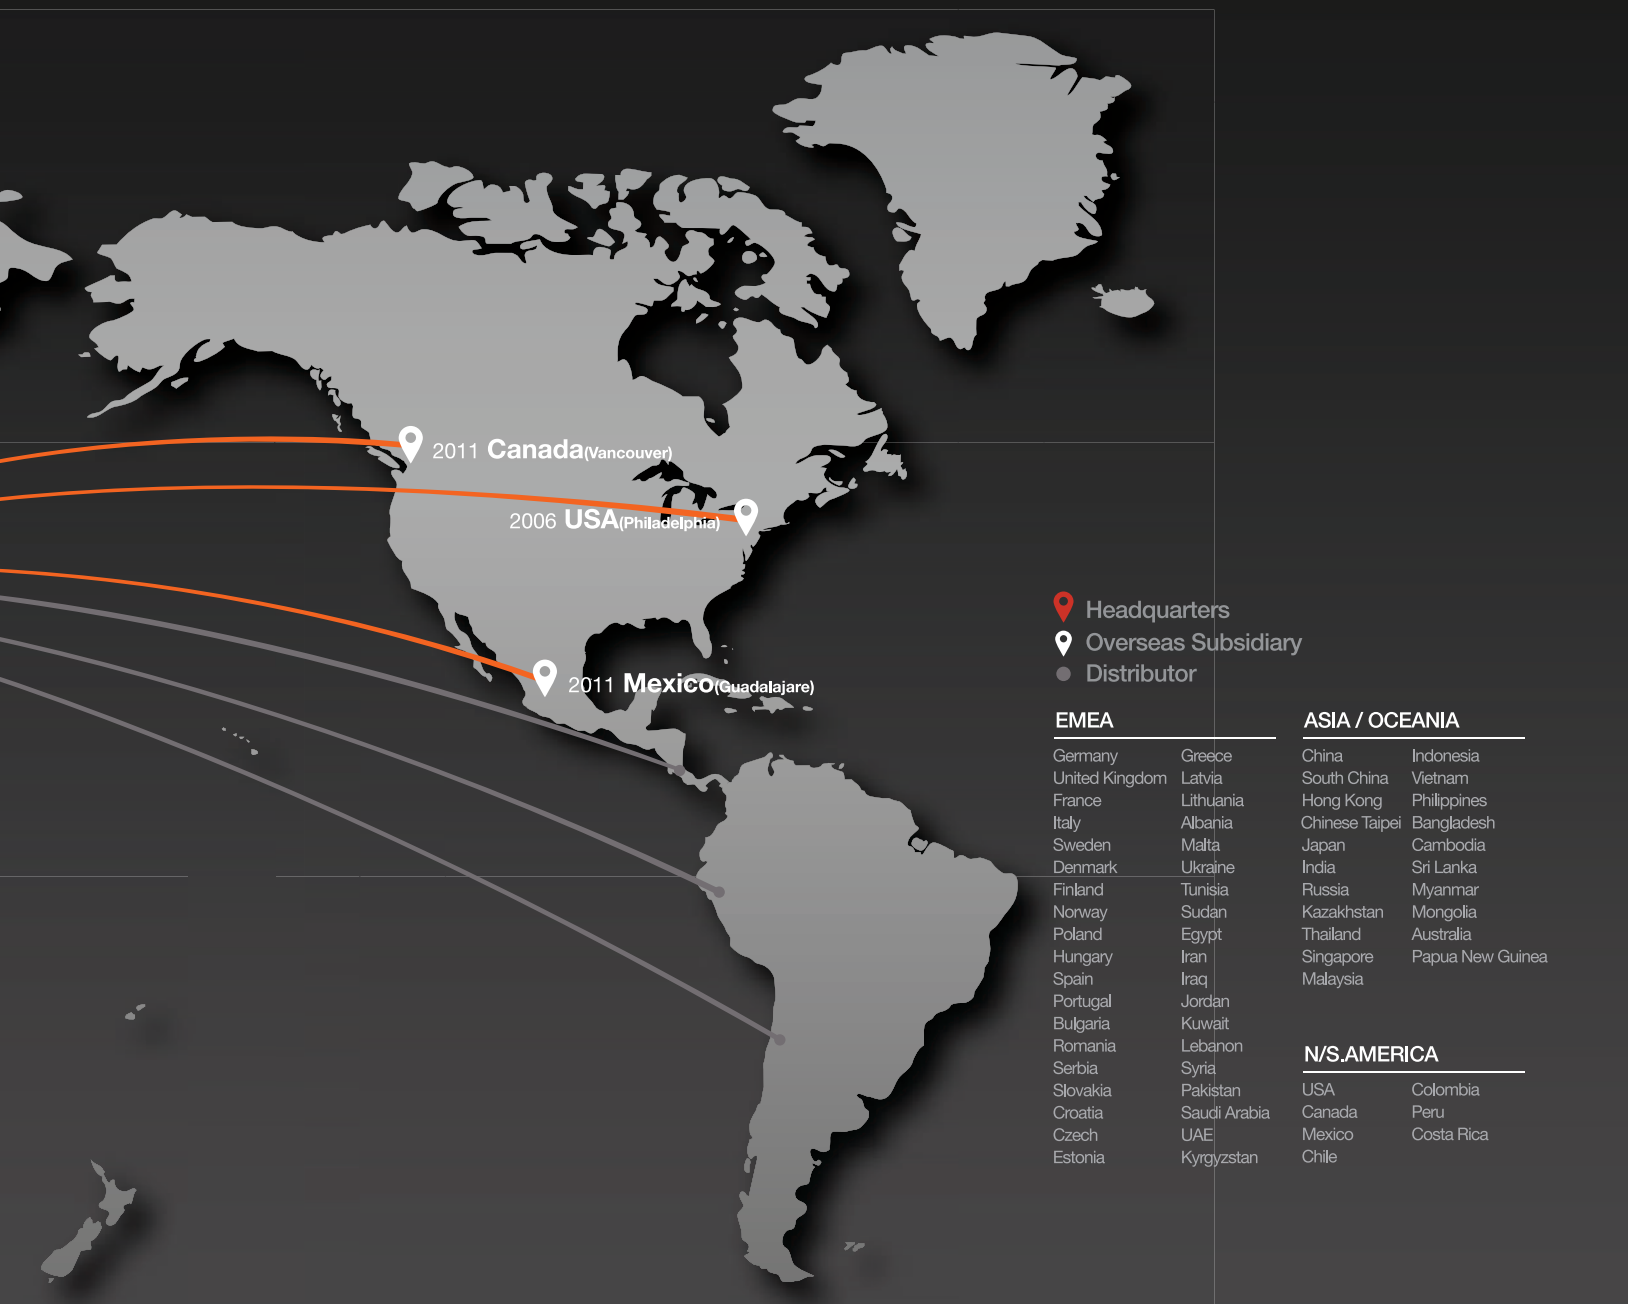 2011 Canada(Vancouver)
2006 USA(Philadelphia)
2011 Mexico(Guadalajare)
Headquarters
Overseas Subsidiary
Distributor
EMEA
Germany
United Kingdom
France
Italy
Sweden
Denmark
Finland
Norway
Poland
Hungary
Spain
Portugal
Bulgaria
Romania
Serbia
Slovakia
Croatia
Czech
Estonia
Greece
Latvia
Lithuania
Albania
Malta
Ukraine
Tunisia
Sudan
Egypt
Iran
Iraq
Jordan
Kuwait
Lebanon
Syria
Pakistan
Saudi Arabia
UAE
Kyrgyzstan
ASIA / OCEANIA
China
South China
Hong Kong
Chinese Taipei
Japan
India
Russia
Kazakhstan
Thailand
Singapore
Malaysia
Indonesia
Vietnam
Philippines
Bangladesh
Cambodia
Sri Lanka
Myanmar
Mongolia
Australia
Papua New Guinea
N/S.AMERICA
USA
Canada
Mexico
Chile
Colombia
Peru
Costa Rica